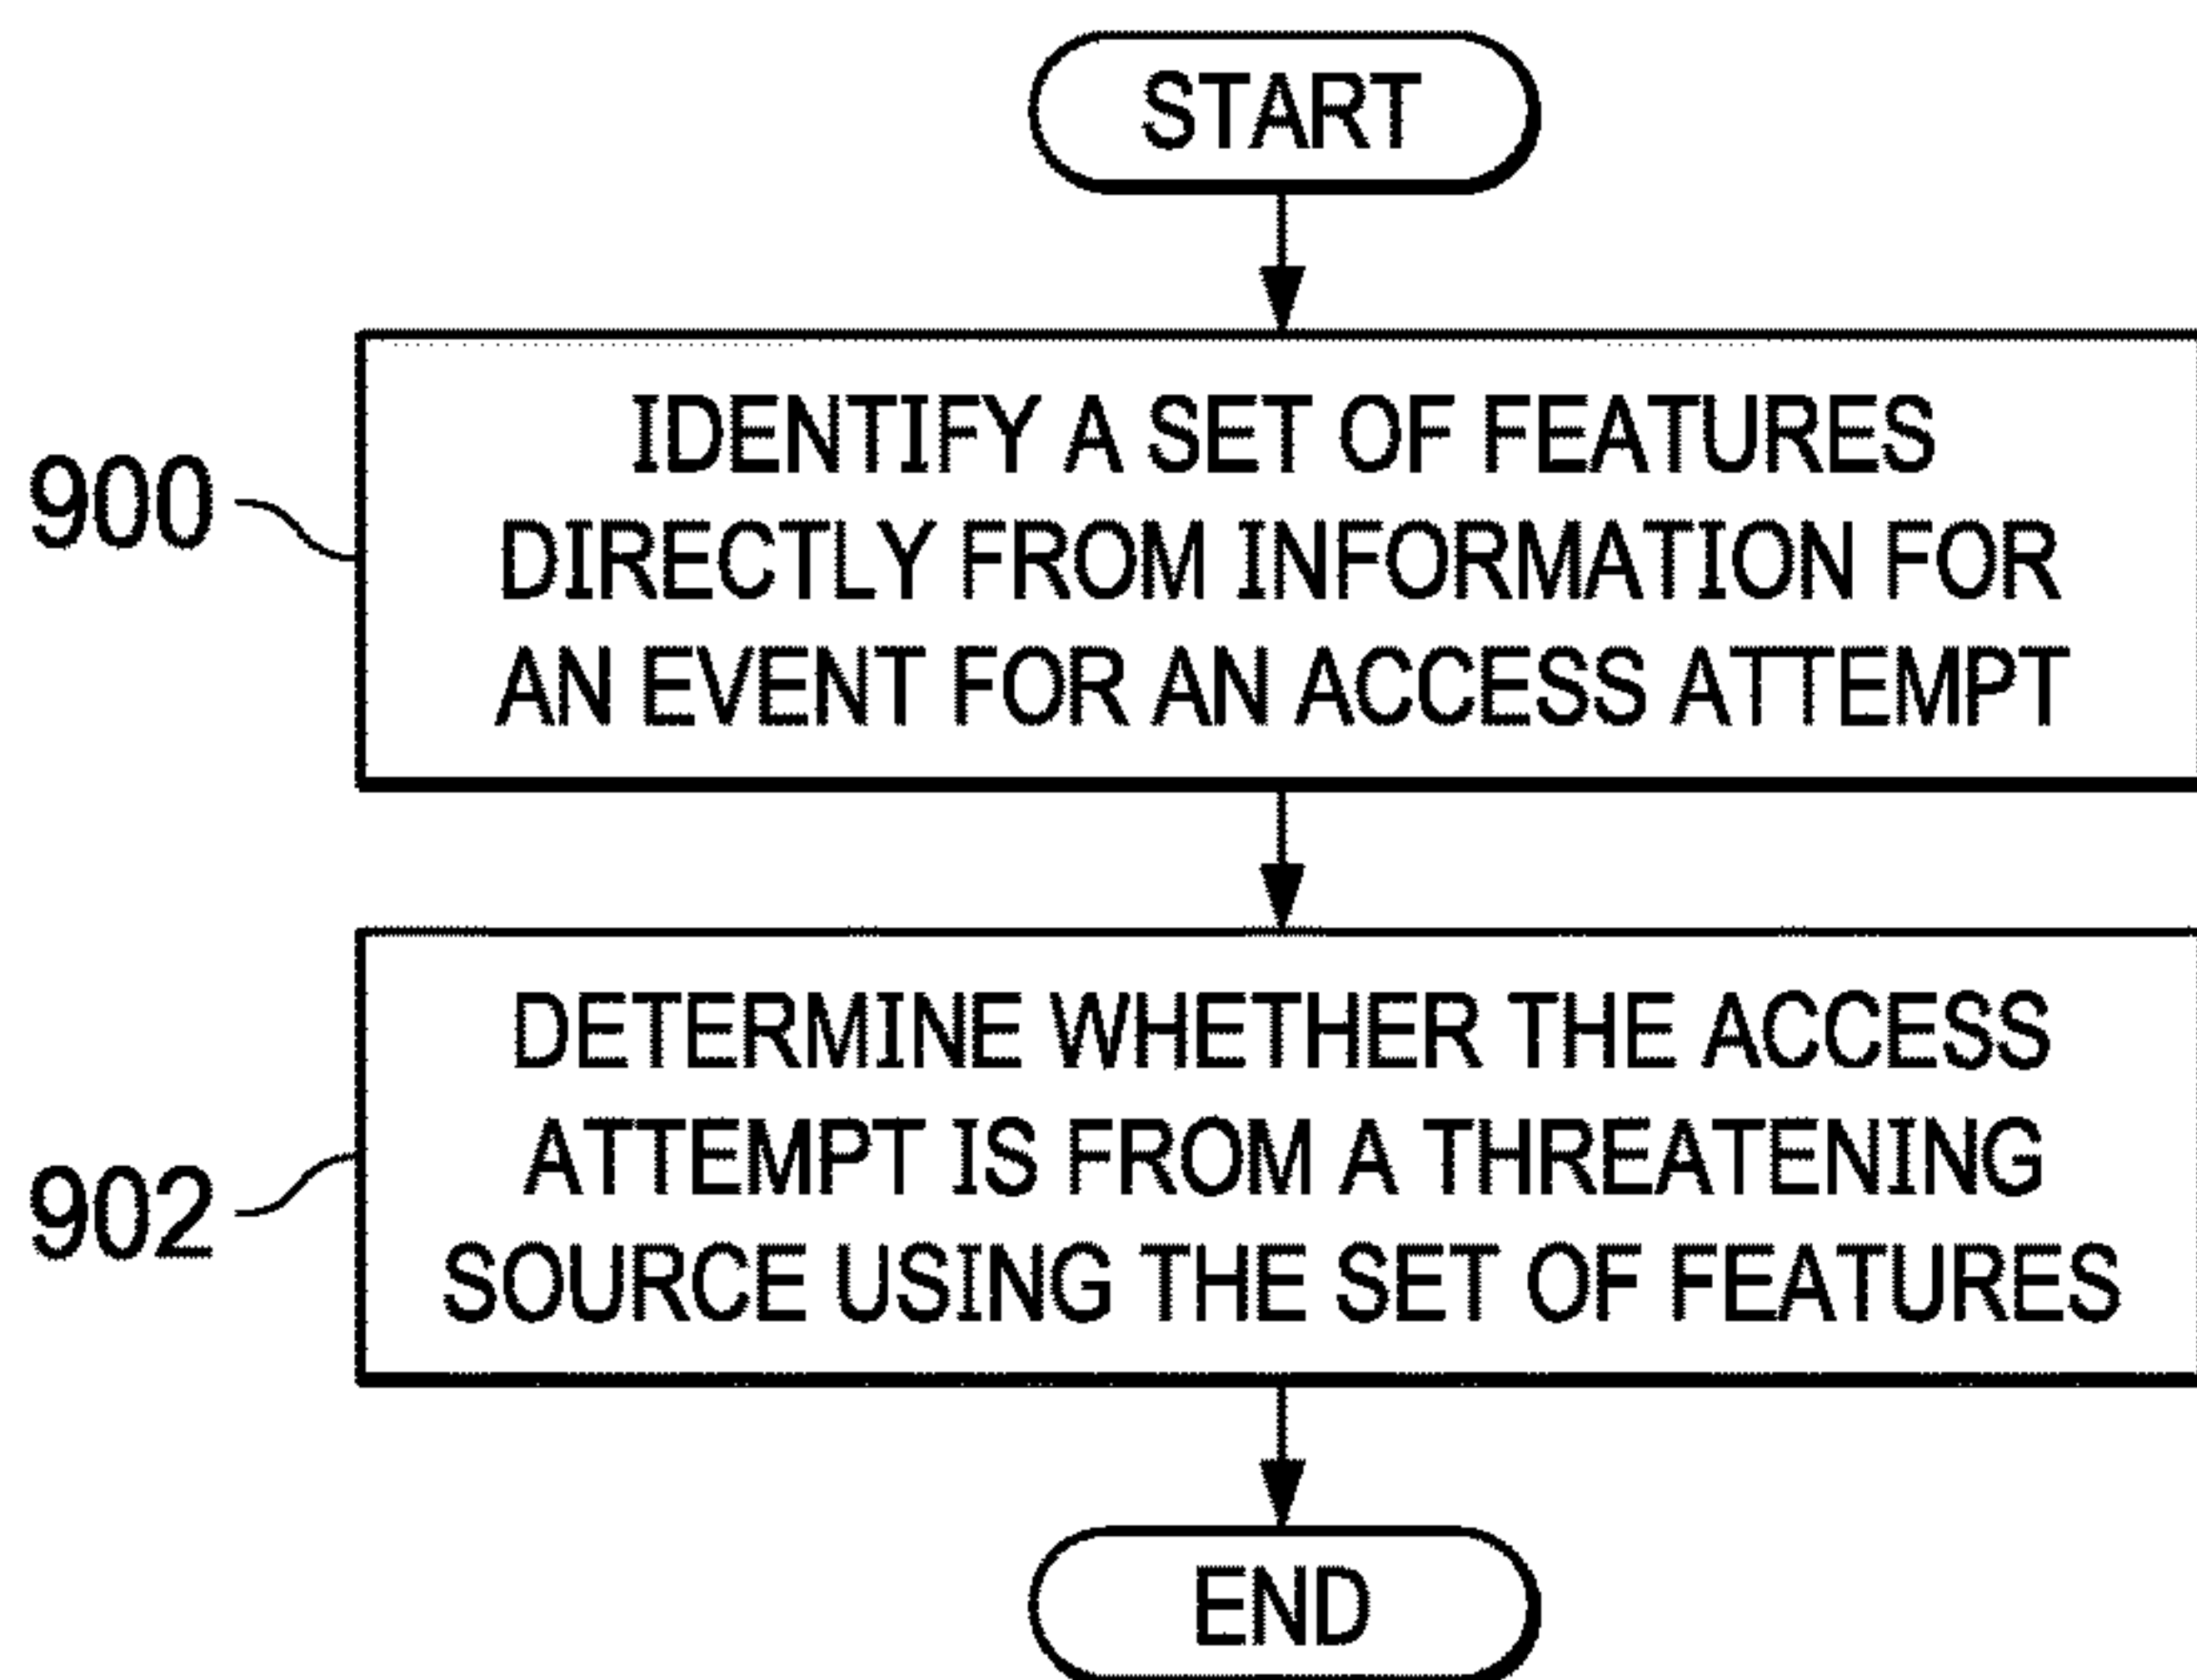 START
900
IDENTIFY A SET OF FEATURES
DIRECTLY FROM INFORMATION FOR
AN EVENT FOR AN ACCESS ATTEMPT
902
DETERMINE WHETHER THE ACCESS
ATTEMPT IS FROM A THREATENING
SOURCE USING THE SET OF FEATURES
END